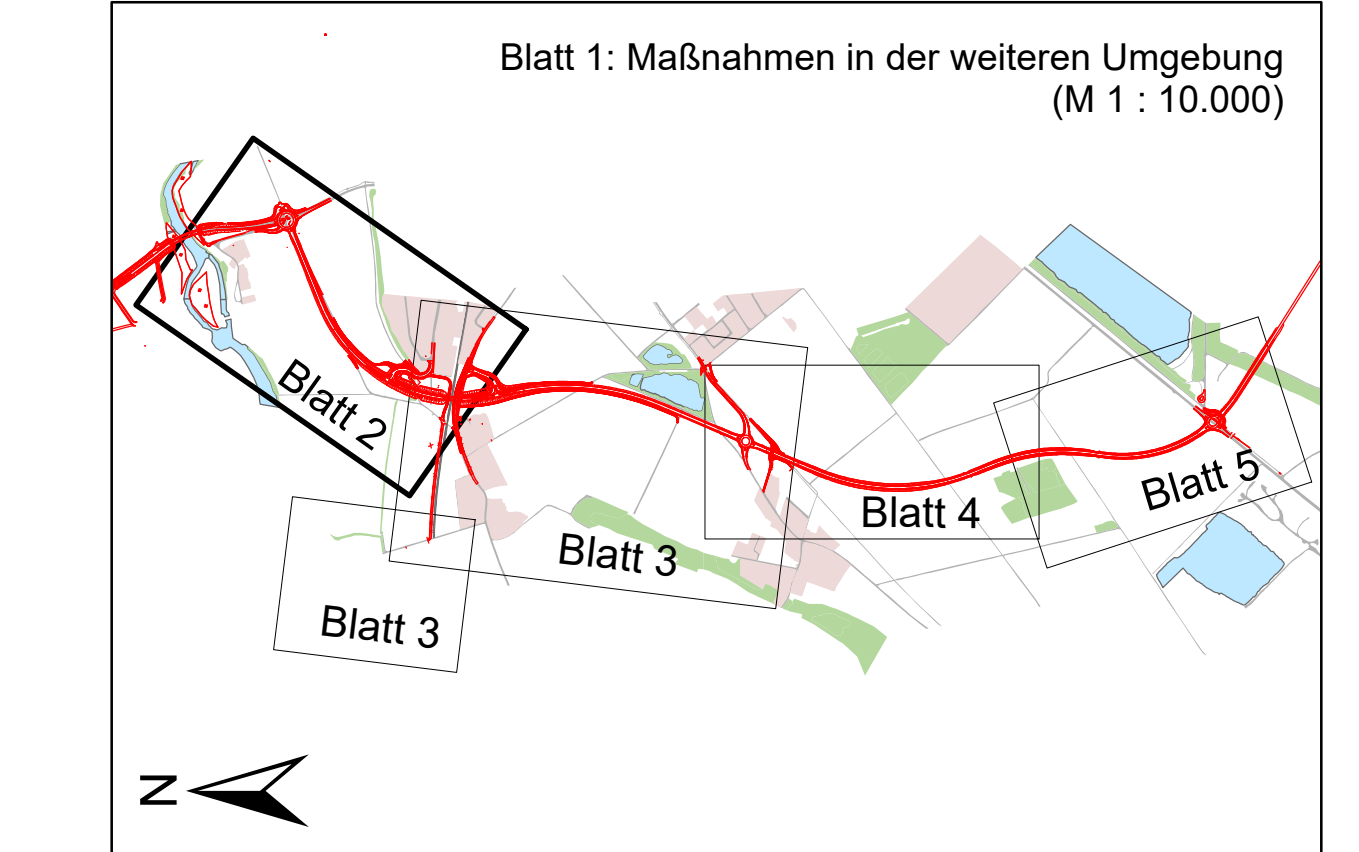 Blatt 1: Maßnahmen in der weiteren Umgebung
(M 1 : 10.000)
Blatt 2
Blatt 3
Blatt 3
Blatt 4
Blatt 5
N